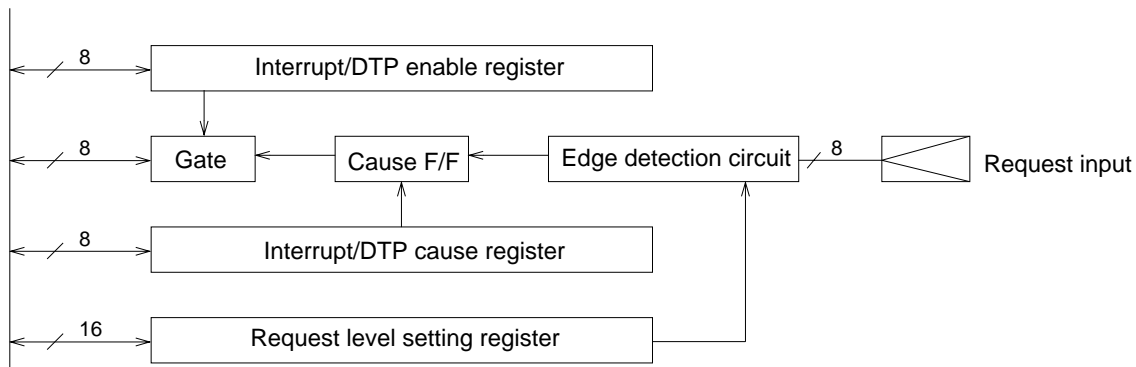 8
Interrupt/DTP enable register
8
Gate
Cause F/F
Edge detection circuit
8
Request input
8
Interrupt/DTP cause register
16
Request level setting register